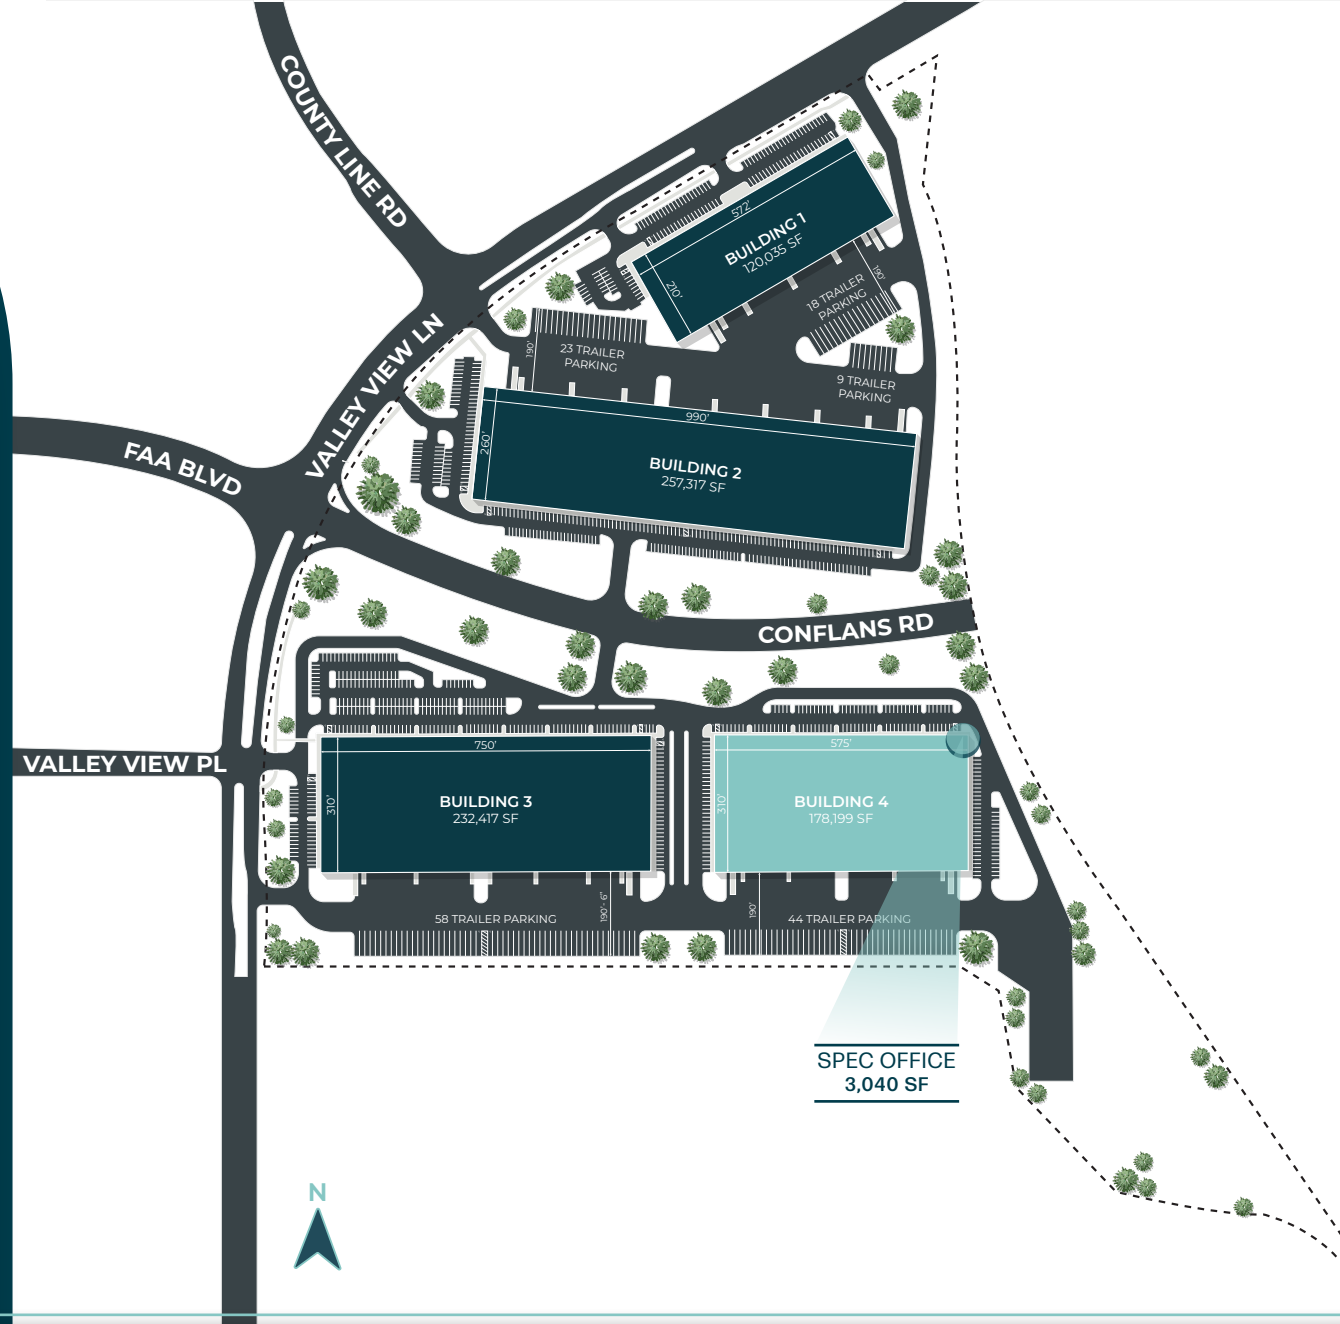 COUNTY LINE RD
572'
BUILDING 1
120,035 SF
210'
190'
18 TRAILER
PARKING
VALLEY VIEW LN
190'
23 TRAILER
PARKING
9 TRAILER
PARKING
990'
260'
BUILDING 2
257,317 SF
FAA BLVD
CONFLANS RD
VALLEY VIEW PL
750'
310'
BUILDING 3
232,417 SF
575'
310'
BUILDING 4
178,199 SF
190'- 6"
58 TRAILER PARKING
190'
44 TRAILER PARKING
SPEC OFFICE
3,040 SF
N